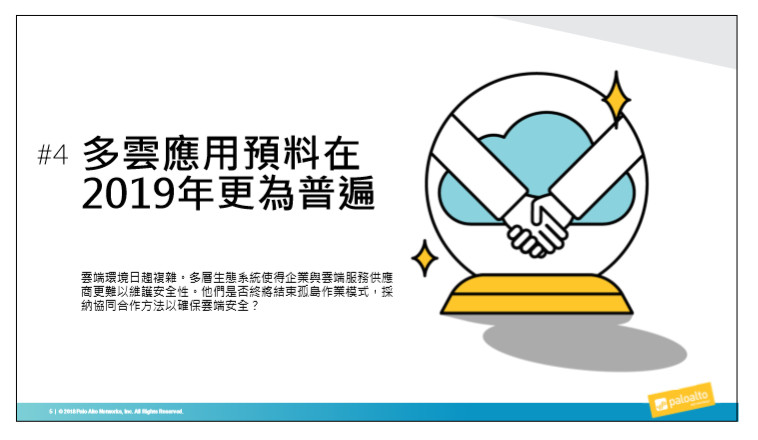 #4 多雲應用預料在
2019年更為普遍
雲端環境日趨複雜。多層生態系統使得企業與雲端服務供應
商更難以維護安全性。他們是否終將結束孤島作業模式，採
納協同合作方法以確保雲端安全？
6 | © 2018 Palo Alto Networks, Inc. All Rights Reserved.
paloalto